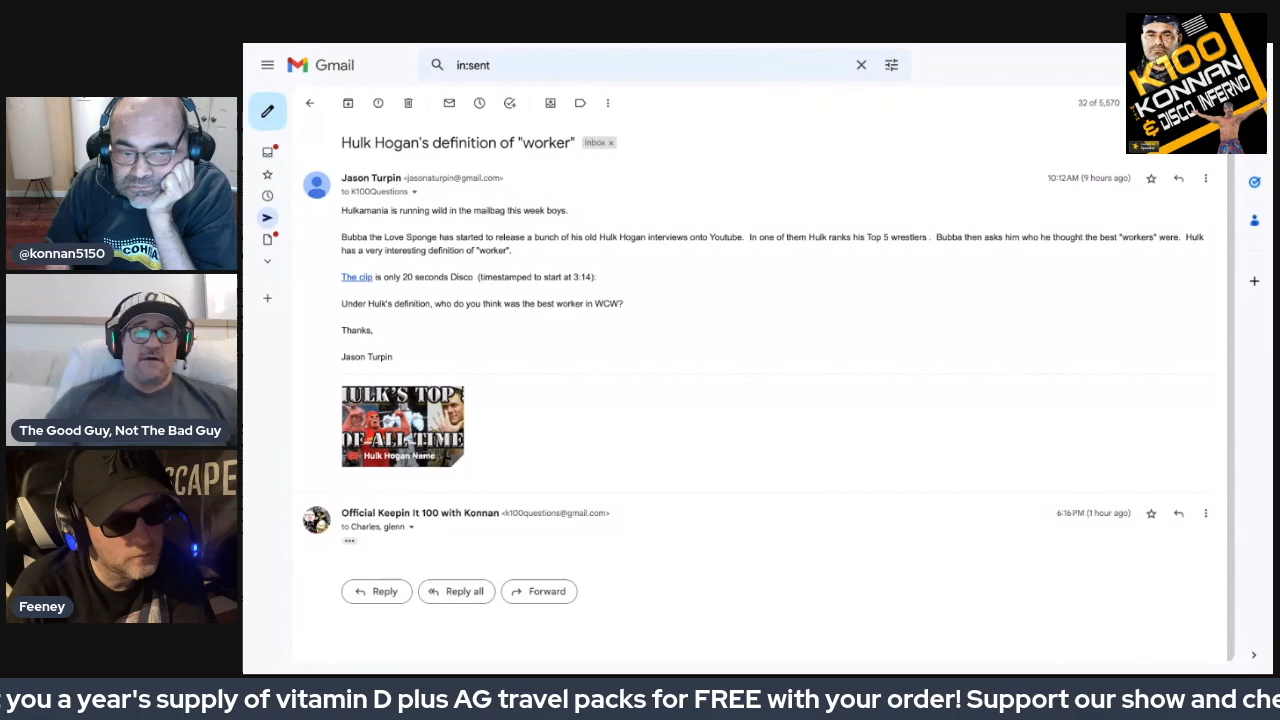 K100
KONNAN
& DISCO INFERNO
Gmail
in:sent
32 of 5,570
Hulk Hogan's definition of "worker"
Inbox x
Jason Turpin <jasonaturpin@gmail.com>
10:12 AM (9 hours ago)
to K100Questions
Hulkamania is running wild in the mailbag this week boys.
Bubba the Love Sponge has started to release a bunch of his old Hulk Hogan interviews onto Youtube. In one of them Hulk ranks his Top 5 wrestlers . Bubba then asks him who he thought the best "workers" were. Hulk
has a very interesting definition of "worker".
The clip is only 20 seconds Disco (timestamped to start at 3:14):
Under Hulk's definition, who do you think was the best worker in WCW?
Thanks,
Jason Turpin
HULK'S TOP
OF ALL TIME
Hulk Hogan Name...
Official Keepin It 100 with Konnan <k100questions@gmail.com>
6:16 PM (1 hour ago)
to Charles, glenn
Reply
Reply all
Forward
@konnan5150
The Good Guy, Not The Bad Guy
SCAPE
Feeney
you a year's supply of vitamin D plus AG travel packs for FREE with your order! Support our show and che